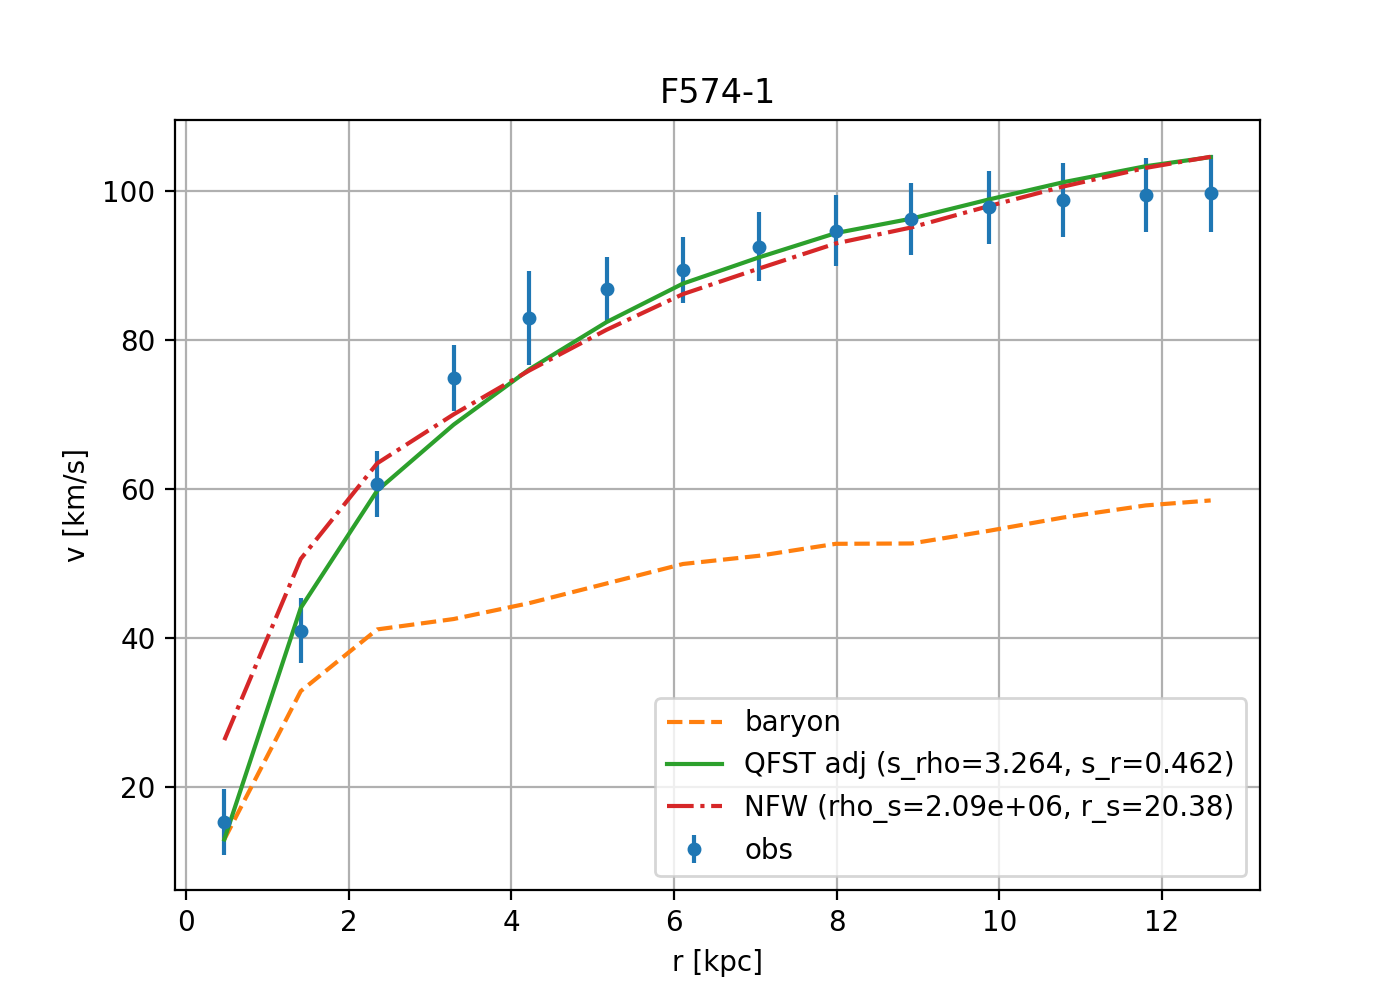 F574-1
v [km/s]
100
80
60
40
20
baryon
QFST adj (s_rho=3.264, s_r=0.462)
NFW (rho_s=2.09e+06, r_s=20.38)
obs
0 2 4 6 8 10 12
r [kpc]